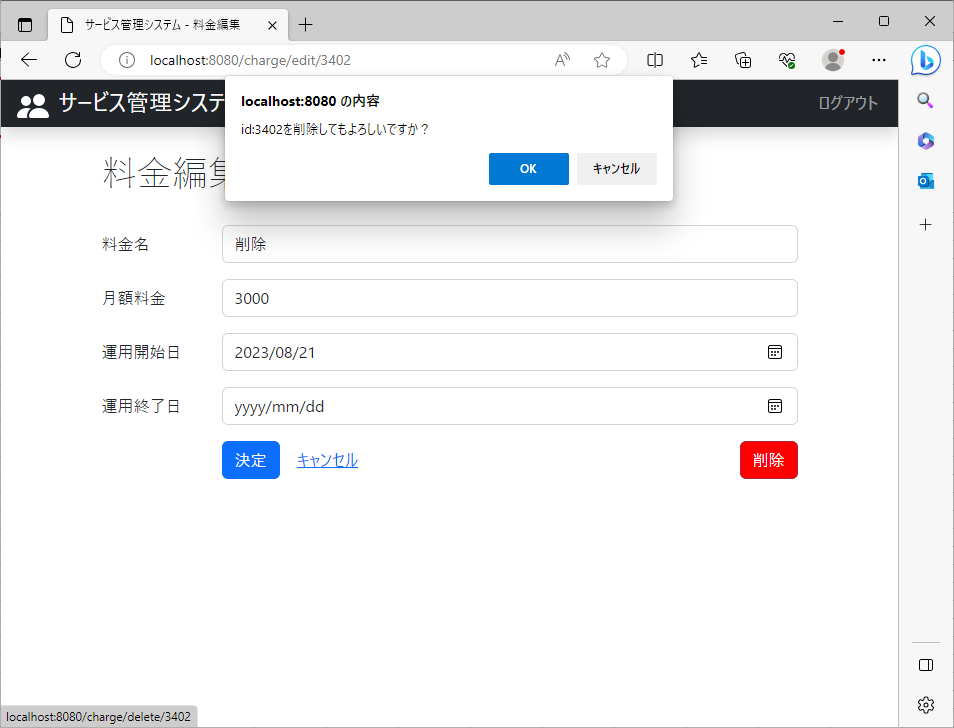 サービス管理システム - 料金編集
localhost:8080/charge/edit/3402
サービス管理システ
ログアウト
localhost:8080 の内容
id:3402を削除してもよろしいですか？
OK
キャンセル
料金編集
料金名
削除
月額料金
3000
運用開始日
2023/08/21
運用終了日
yyyy/mm/dd
決定
キャンセル
削除
localhost:8080/charge/delete/3402